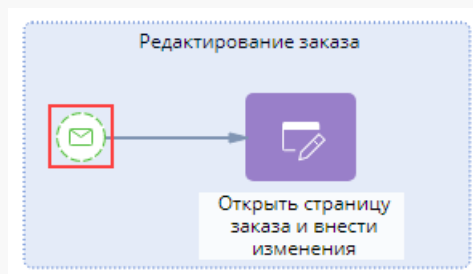 Редактирование заказа
Открыть страницу
заказа и внести
изменения